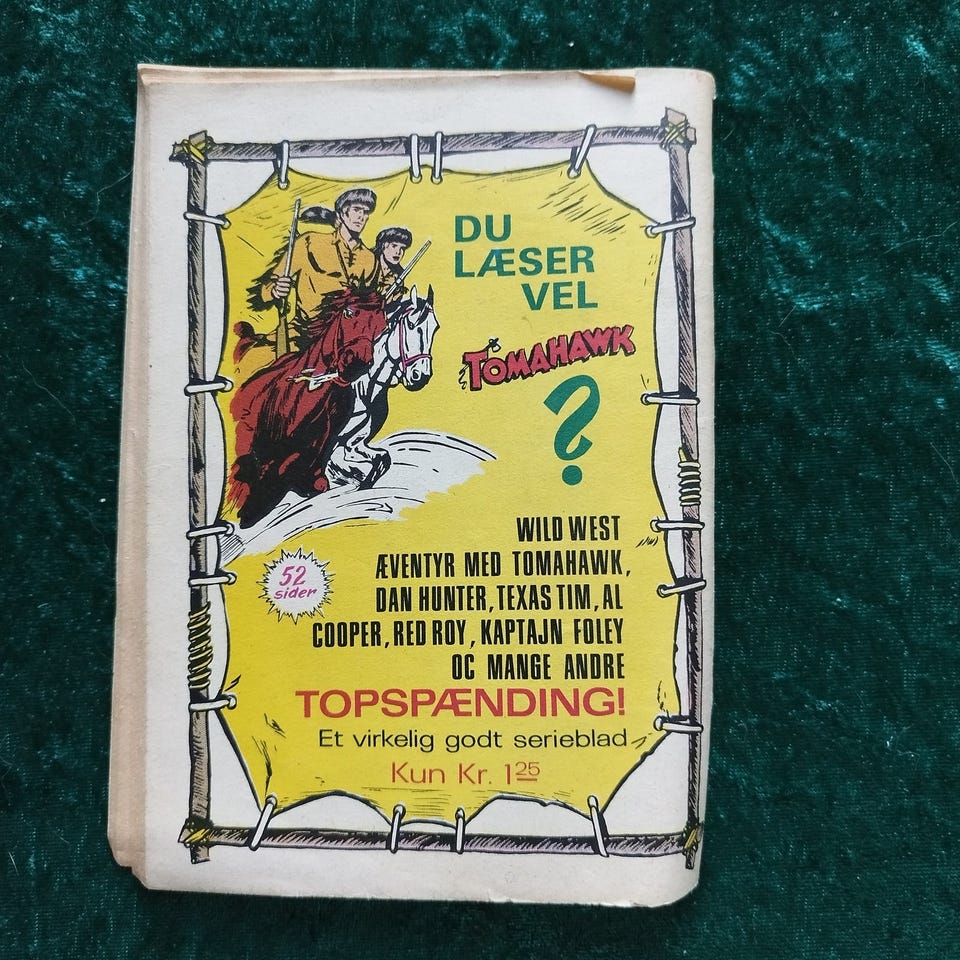 DU
LÆSER
VEL
TOMAHAWK
?
WILD WEST
ÆVENTYR MED TOMAHAWK,
DAN HUNTER, TEXAS TIM, AL
COOPER, RED ROY, KAPTAJN FOLEY
OC MANGE ANDRE
52
sider
TOPSPÆNDING!
Et virkelig godt serieblad
Kun Kr. 1 25